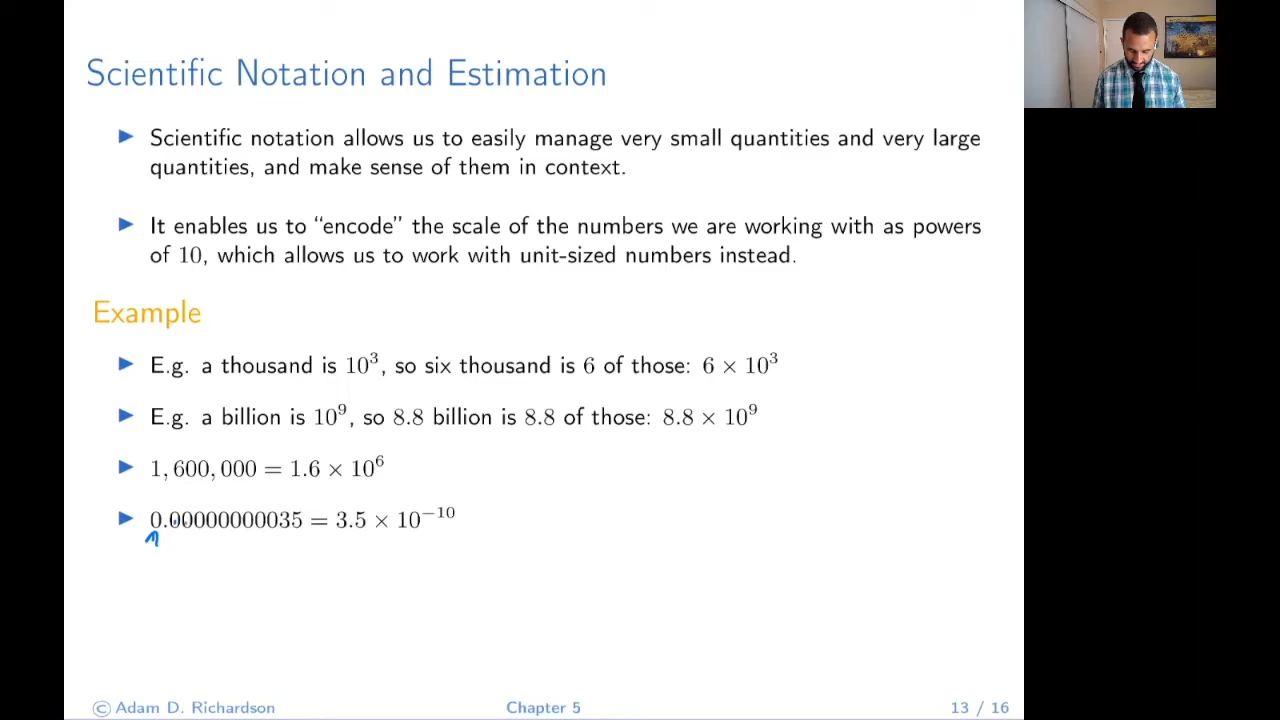 Scientific Notation and Estimation
Scientific notation allows us to easily manage very small quantities and very large
quantities, and make sense of them in context.
It enables us to “encode” the scale of the numbers we are working with as powers
of 10, which allows us to work with unit-sized numbers instead.
Example
E.g. a thousand is 10³, so six thousand is 6 of those: 6 × 10³
E.g. a billion is 10⁹, so 8.8 billion is 8.8 of those: 8.8 × 10⁹
1, 600, 000 = 1.6 × 10⁶
0.00000000035 = 3.5 × 10⁻¹⁰
© Adam D. Richardson
Chapter 5
13 / 16